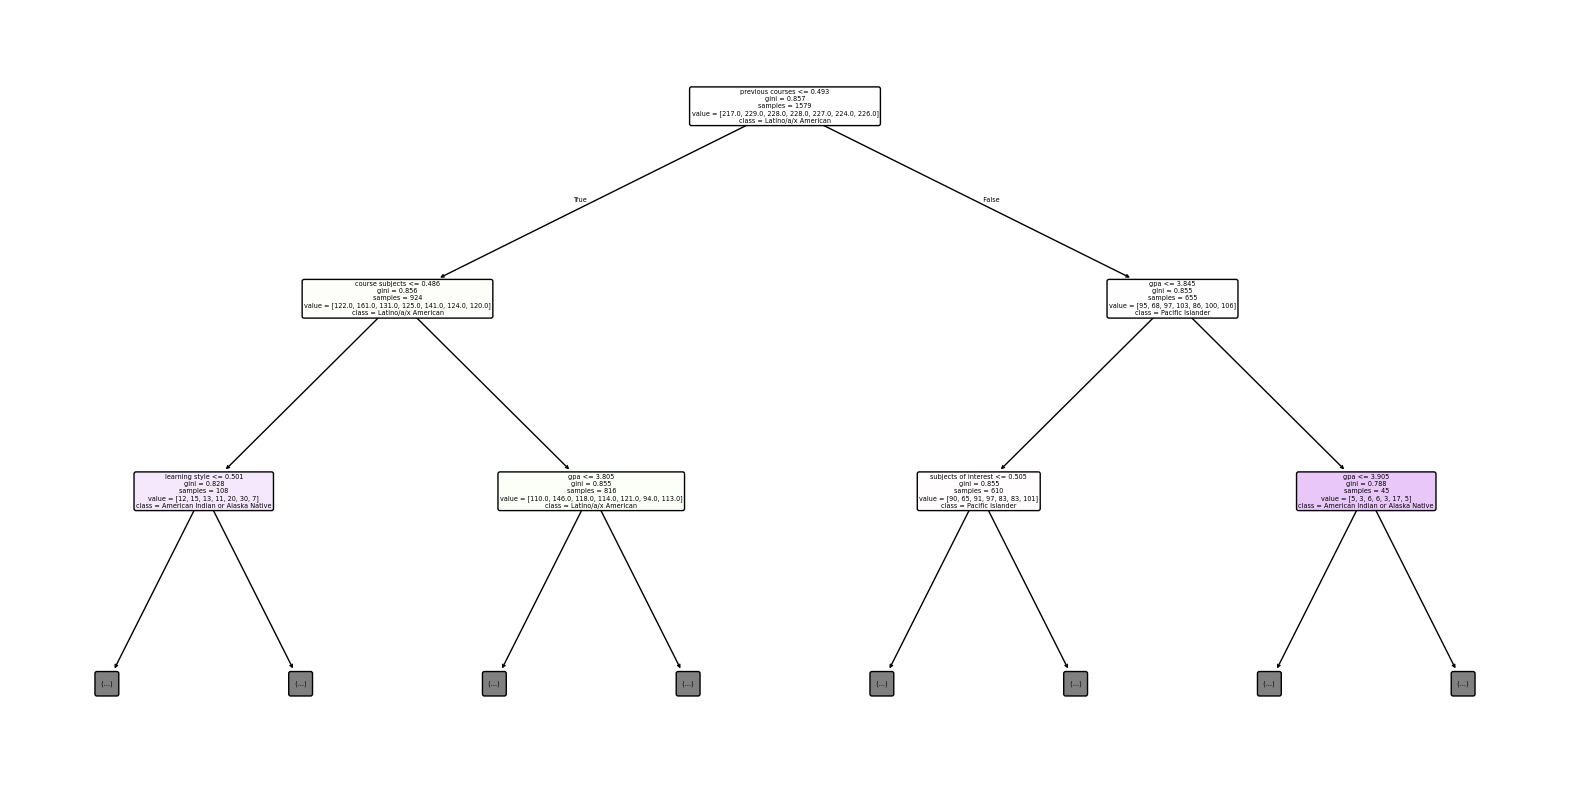 previous courses <= 0.493
gini = 0.857
samples = 1579
value = [217.0, 229.0, 228.0, 228.0, 227.0, 224.0, 226.0]
class = Latino/a/x American
True
False
course subjects <= 0.486
gini = 0.856
samples = 924
value = [122.0, 161.0, 131.0, 125.0, 141.0, 124.0, 120.0]
class = Latino/a/x American
gpa <= 3.845
gini = 0.855
samples = 655
value = [95, 68, 97, 103, 86, 100, 106]
class = Pacific Islander
learning style <= 0.501
gini = 0.828
samples = 108
value = [12, 15, 13, 11, 20, 30, 7]
class = American Indian or Alaska Native
gpa <= 3.805
gini = 0.855
samples = 816
value = [110.0, 146.0, 118.0, 114.0, 121.0, 94.0, 113.0]
class = Latino/a/x American
subjects of interest <= 0.505
gini = 0.855
samples = 610
value = [90, 65, 91, 97, 83, 83, 101]
class = Pacific Islander
gpa <= 3.905
gini = 0.788
samples = 45
value = [5, 3, 6, 6, 3, 17, 5]
class = American Indian or Alaska Native
(...)
(...)
(...)
(...)
(...)
(...)
(...)
(...)